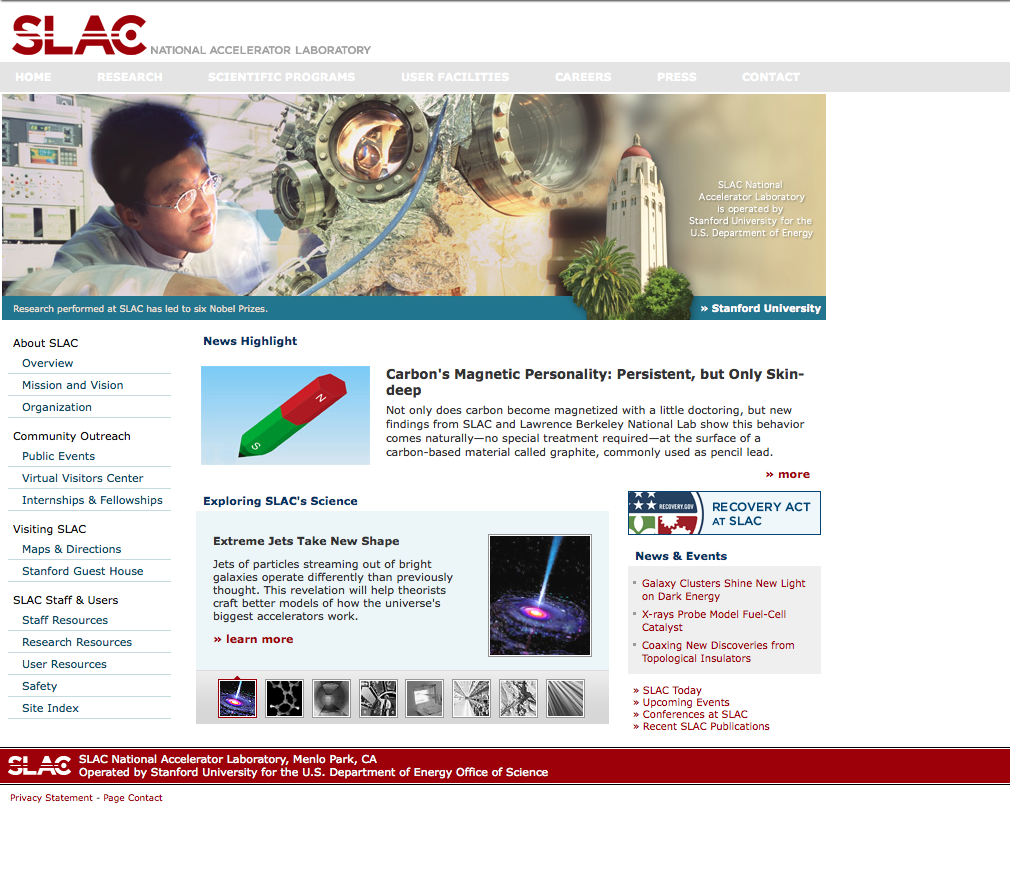 SLAC NATIONAL ACCELERATOR LABORATORY
HOME RESEARCH SCIENTIFIC PROGRAMS USER FACILITIES CAREERS PRESS CONTACT
SLAC National
Accelerator Laboratory
is operated by
Stanford University for the
U.S. Department of Energy
Research performed at SLAC has led to six Nobel Prizes.
» Stanford University
About SLAC
Overview
Mission and Vision
Organization
Community Outreach
Public Events
Virtual Visitors Center
Internships & Fellowships
Visiting SLAC
Maps & Directions
Stanford Guest House
SLAC Staff & Users
Staff Resources
Research Resources
User Resources
Safety
Site Index
News Highlight
N
S
Carbon's Magnetic Personality: Persistent, but Only Skin-
deep
Not only does carbon become magnetized with a little doctoring, but new
findings from SLAC and Lawrence Berkeley National Lab show this behavior
comes naturally—no special treatment required—at the surface of a
carbon-based material called graphite, commonly used as pencil lead.
» more
Exploring SLAC's Science
Extreme Jets Take New Shape
Jets of particles streaming out of bright
galaxies operate differently than previously
thought. This revelation will help theorists
craft better models of how the universe's
biggest accelerators work.
» learn more
RECOVERY.GOV
RECOVERY ACT
AT SLAC
News & Events
Galaxy Clusters Shine New Light
on Dark Energy
X-rays Probe Model Fuel-Cell
Catalyst
Coaxing New Discoveries from
Topological Insulators
» SLAC Today
» Upcoming Events
» Conferences at SLAC
» Recent SLAC Publications
SLAC
SLAC National Accelerator Laboratory, Menlo Park, CA
Operated by Stanford University for the U.S. Department of Energy Office of Science
Privacy Statement - Page Contact